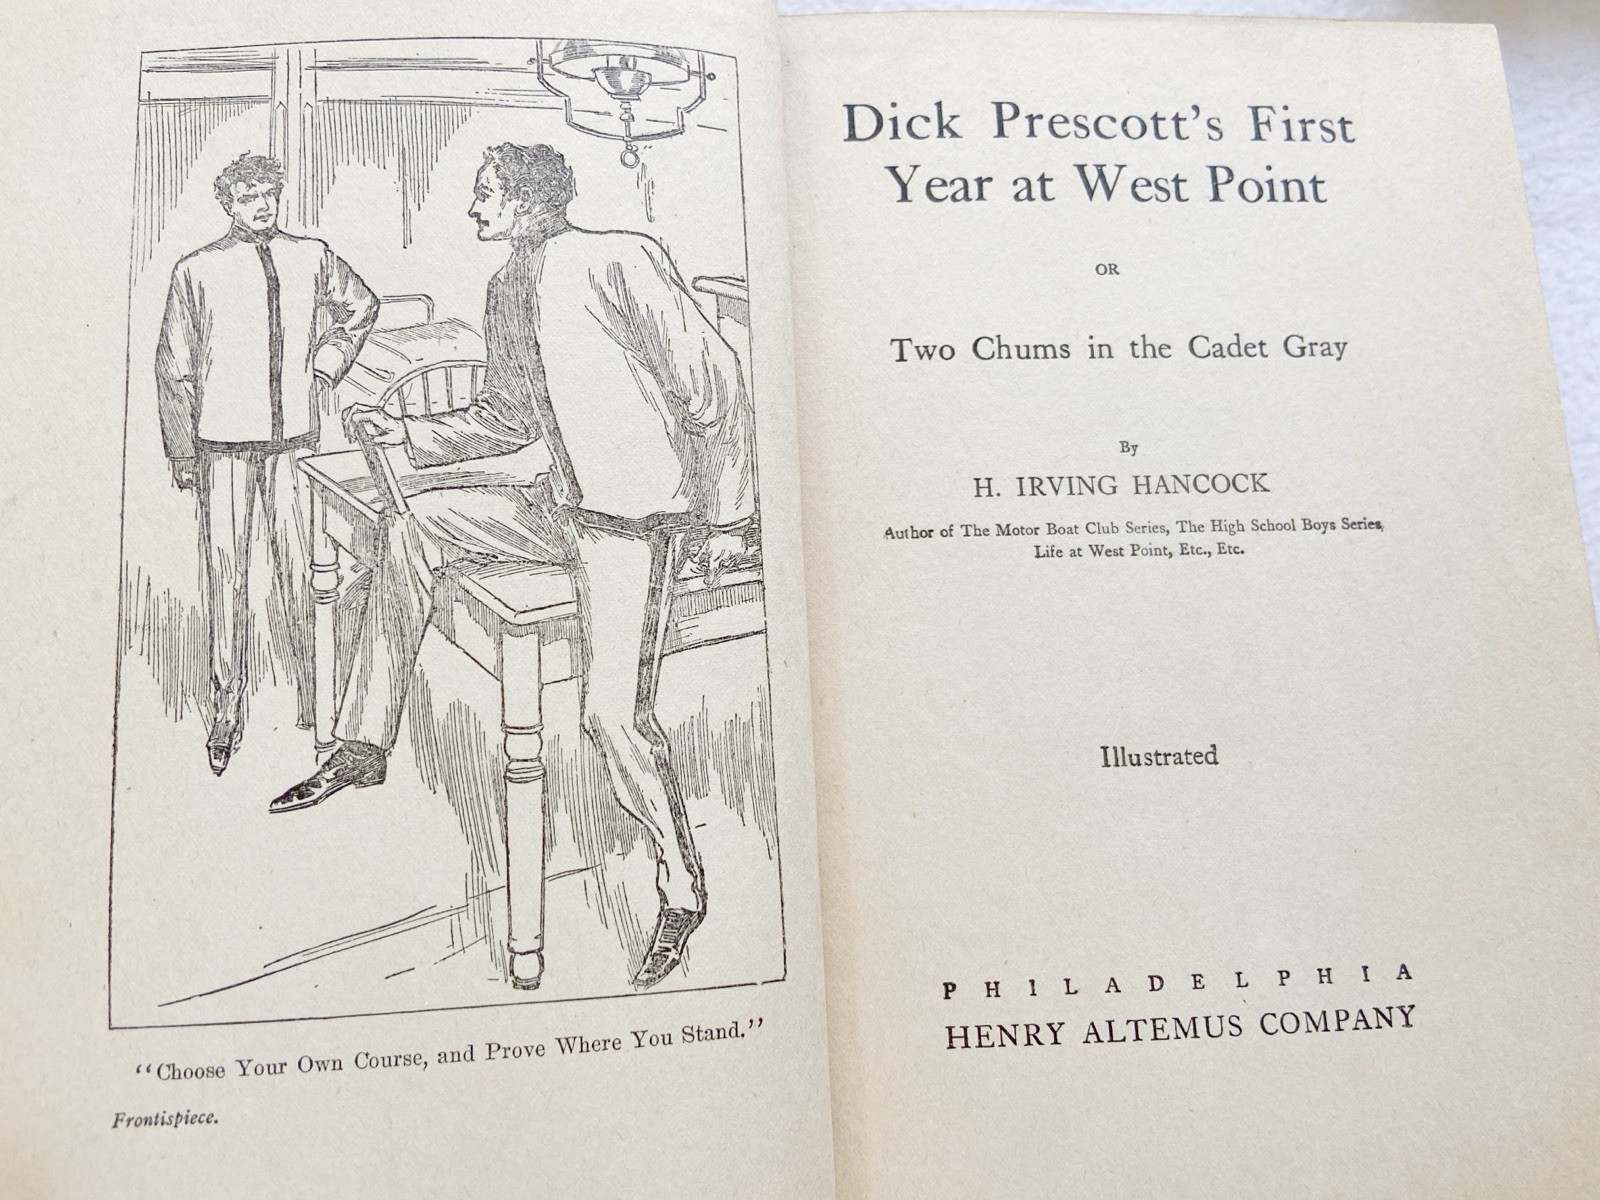 "Choose Your Own Course, and Prove Where You Stand."
Frontispiece.
Dick Prescott's First
Year at West Point
OR
Two Chums in the Cadet Gray
By
H. IRVING HANCOCK
Author of The Motor Boat Club Series, The High School Boys Series,
Life at West Point, Etc., Etc.
Illustrated
PHILADELPHIA
HENRY ALTEMUS COMPANY